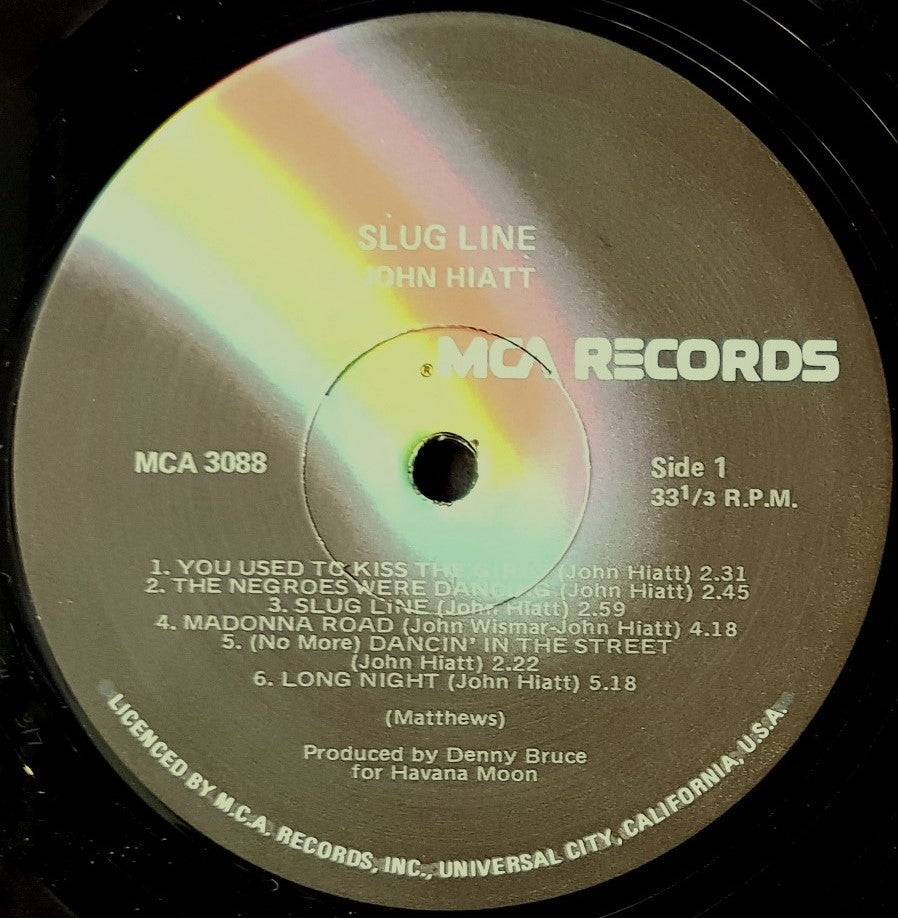 SLUG LINE
JOHN HIATT
® MCA RECORDS
MCA 3088
Side 1
33 1/3 R.P.M.
1. YOU USED TO KISS THE GIRLS (John Hiatt) 2.31
2. THE NEGROES WERE DANCING (John Hiatt) 2.45
3. SLUG LINE (John Hiatt) 2.59
4. MADONNA ROAD (John Wismar-John Hiatt) 4.18
5. (No More) DANCIN' IN THE STREET
(John Hiatt) 2.22
6. LONG NIGHT (John Hiatt) 5.18
(Matthews)
Produced by Denny Bruce
for Havana Moon
LICENCED BY M.C.A. RECORDS, INC., UNIVERSAL CITY, CALIFORNIA, U.S.A.